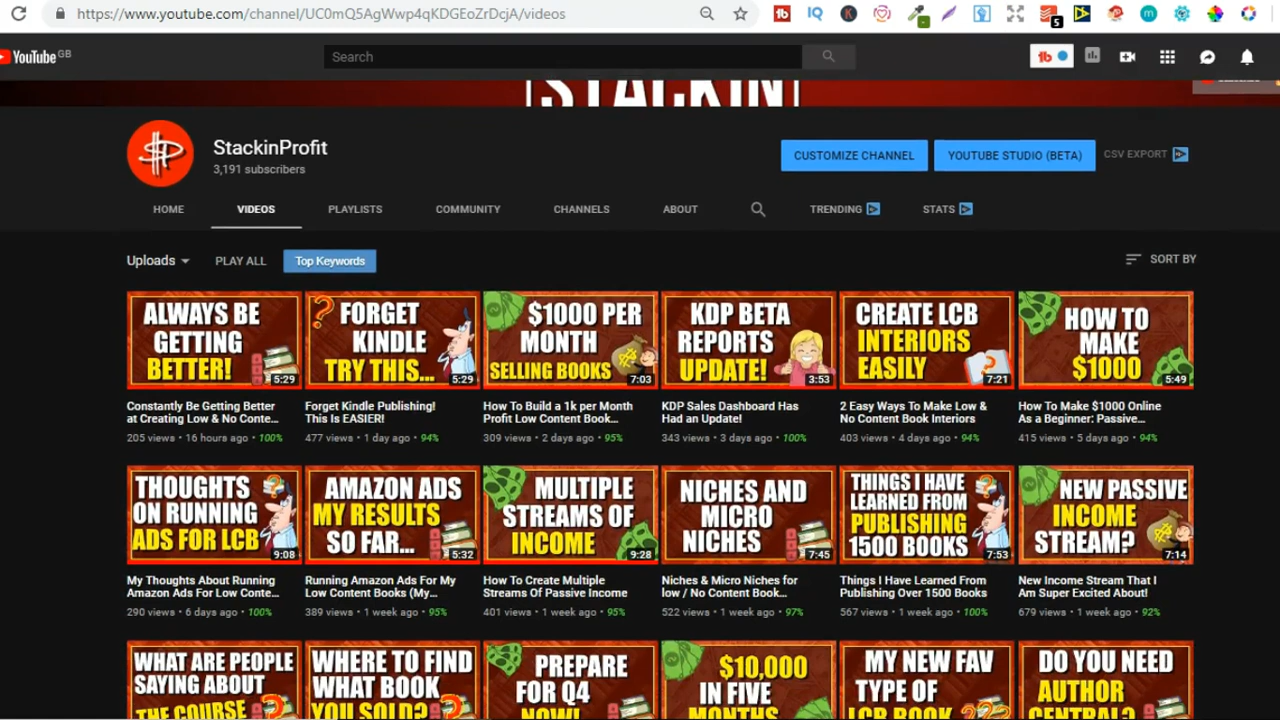 https://www.youtube.com/channel/UC0mQ5AgWwp4qKDGEoZrDcjA/videos
5
YouTube GB
Search
STACKIN
StackinProfit
3,191 subscribers
CUSTOMIZE CHANNEL
YOUTUBE STUDIO (BETA)
CSV EXPORT
HOME
VIDEOS
PLAYLISTS
COMMUNITY
CHANNELS
ABOUT
TRENDING
STATS
Uploads
PLAY ALL
Top Keywords
SORT BY
ALWAYS BE
GETTING
BETTER!
5:29
FORGET
KINDLE
TRY THIS...
5:29
$1000 PER
MONTH
SELLING BOOKS
7:03
KDP BETA
REPORTS
UPDATE!
3:53
CREATE LCB
INTERIORS
EASILY
7:21
HOW TO
MAKE
$1000
5:49
Constantly Be Getting Better
at Creating Low & No Conte...
205 views • 16 hours ago • 100%
Forget Kindle Publishing!
This Is EASIER!
477 views • 1 day ago • 94%
How To Build a 1k per Month
Profit Low Content Book...
309 views • 2 days ago • 95%
KDP Sales Dashboard Has
Had an Update!
343 views • 3 days ago • 100%
2 Easy Ways To Make Low &
No Content Book Interiors
403 views • 4 days ago • 94%
How To Make $1000 Online
As a Beginner: Passive...
415 views • 5 days ago • 94%
THOUGHTS
ON RUNNING
ADS FOR LCB
9:08
AMAZON ADS
MY RESULTS
SO FAR...
5:32
MULTIPLE
STREAMS OF
INCOME
9:28
NICHES AND
MICRO
NICHES
7:45
THINGS I HAVE
LEARNED FROM
PUBLISHING
1500 BOOKS
7:53
NEW PASSIVE
INCOME
STREAM?
7:14
My Thoughts About Running
Amazon Ads For Low Conte...
290 views • 6 days ago • 100%
Running Amazon Ads For My
Low Content Books (My...
389 views • 1 week ago • 95%
How To Create Multiple
Streams Of Passive Income
401 views • 1 week ago • 95%
Niches & Micro Niches for
low / No Content Book...
522 views • 1 week ago • 97%
Things I Have Learned From
Publishing Over 1500 Books
567 views • 1 week ago • 100%
New Income Stream That I
Am Super Excited About!
679 views • 1 week ago • 92%
WHAT ARE PEOPLE
SAYING ABOUT
THE COURSE
WHERE TO FIND
WHAT BOOK
YOU SOLD?
PREPARE
FOR Q4
NOW!
$10,000
IN FIVE
MONTHS
MY NEW FAV
TYPE OF
LCB BOOK
DO YOU NEED
AUTHOR
CENTRAL?